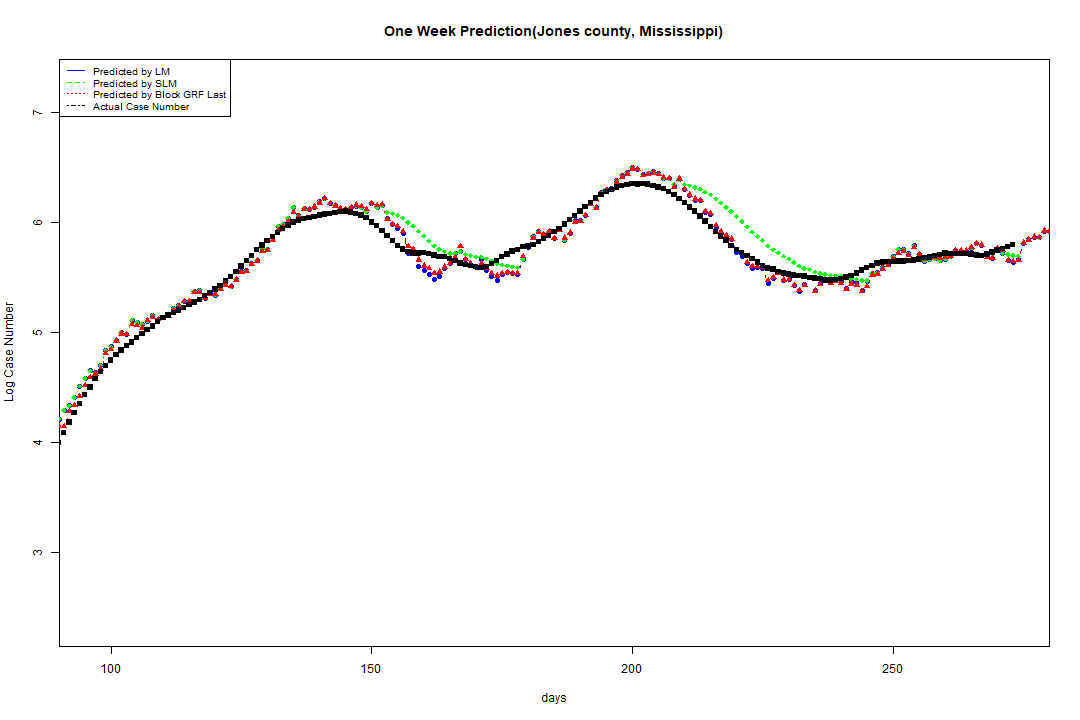 One Week Prediction(Jones county, Mississippi)
Predicted by LM
Predicted by SLM
Predicted by Block GRF Last
Actual Case Number
7
6
5
4
3
Log Case Number
100 150 200 250
days